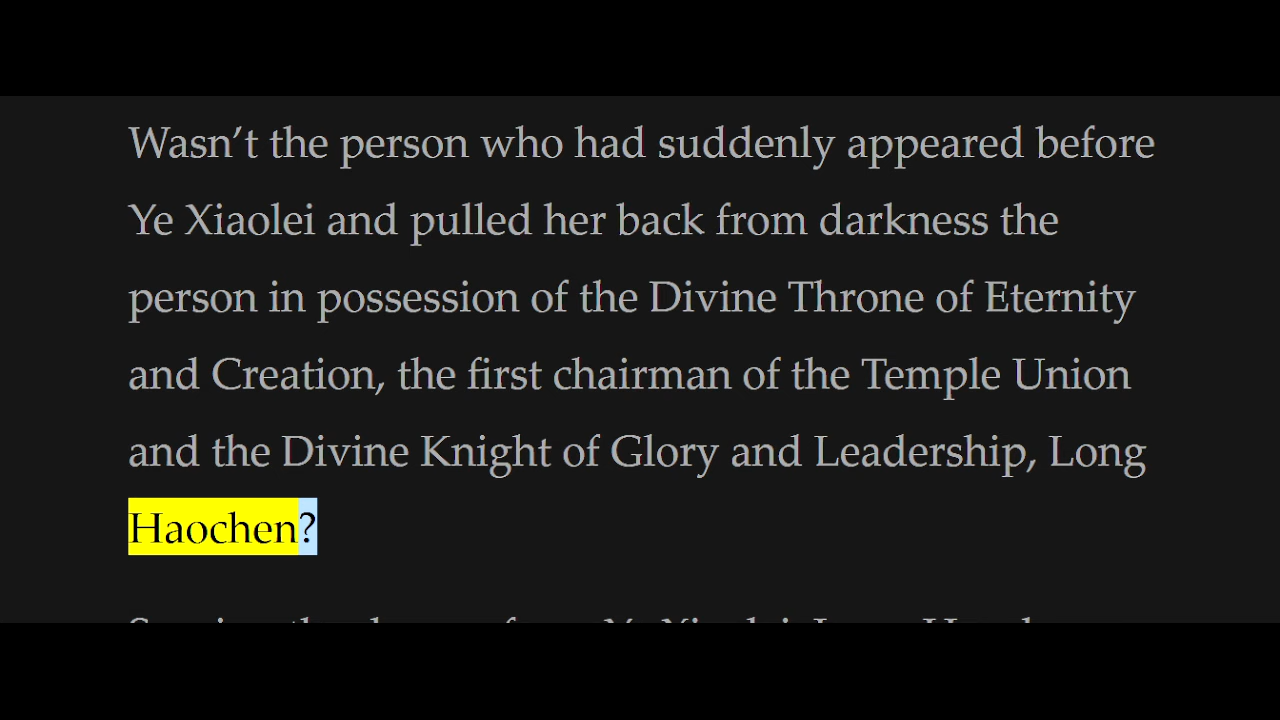 Wasn’t the person who had suddenly appeared before
Ye Xiaolei and pulled her back from darkness the
person in possession of the Divine Throne of Eternity
and Creation, the first chairman of the Temple Union
and the Divine Knight of Glory and Leadership, Long
Haochen?